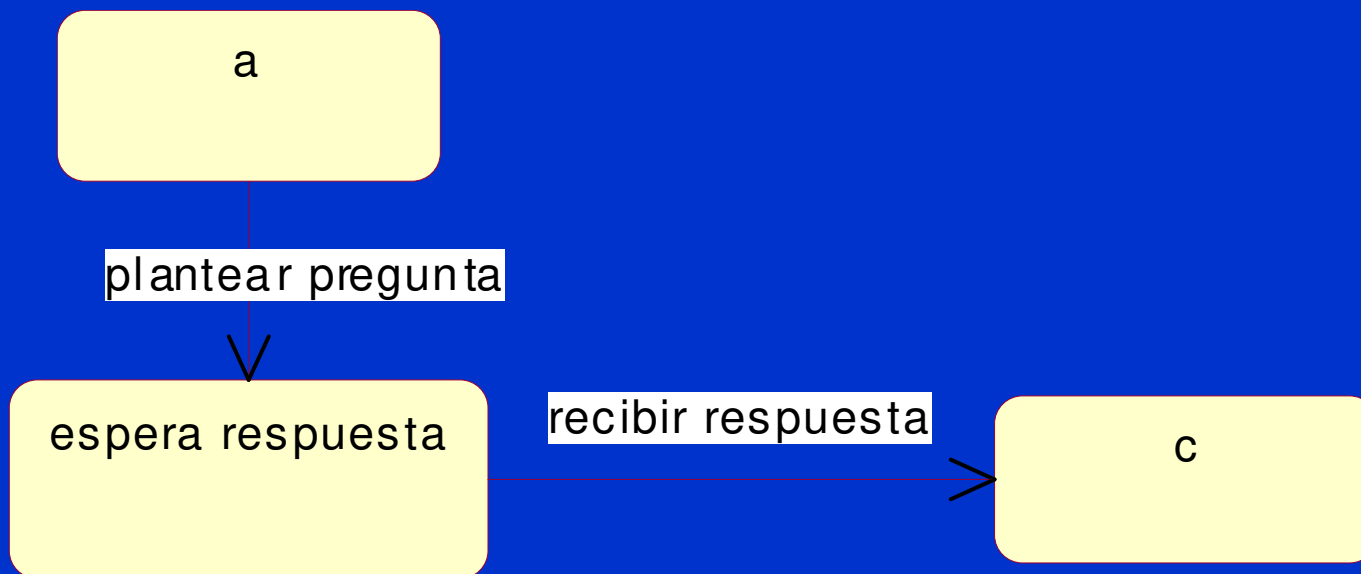 a
plantear pregunta
espera respuesta
recibir respuesta
c